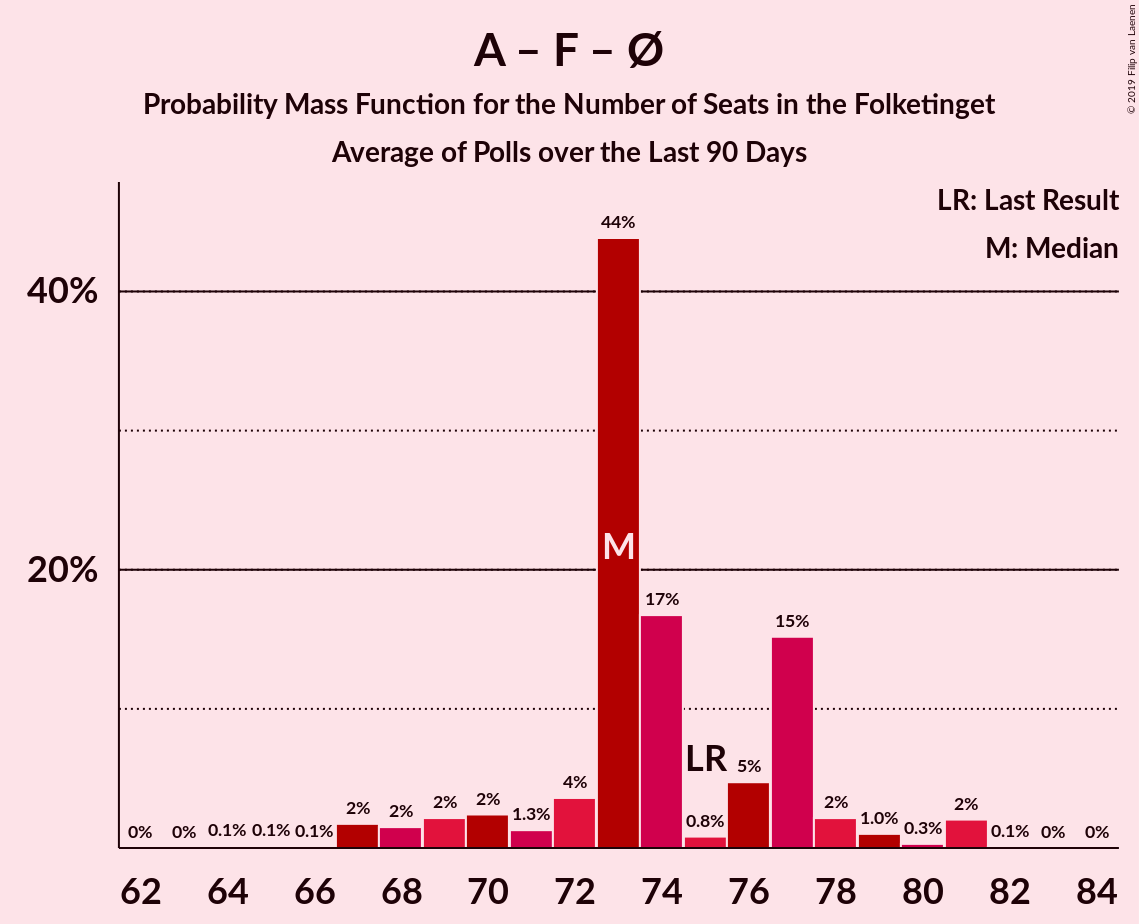 A – F – Ø
Probability Mass Function for the Number of Seats in the Folketinget
Average of Polls over the Last 90 Days
© 2019 Filip van Laenen
LR: Last Result
M: Median
40%
20%
0%
0%
0.1%
0.1%
0.1%
2%
2%
2%
2%
1.3%
4%
44%
M
17%
LR
0.8%
5%
15%
2%
1.0%
0.3%
2%
0.1%
0%
0%
62 64 66 68 70 72 74 76 78 80 82 84